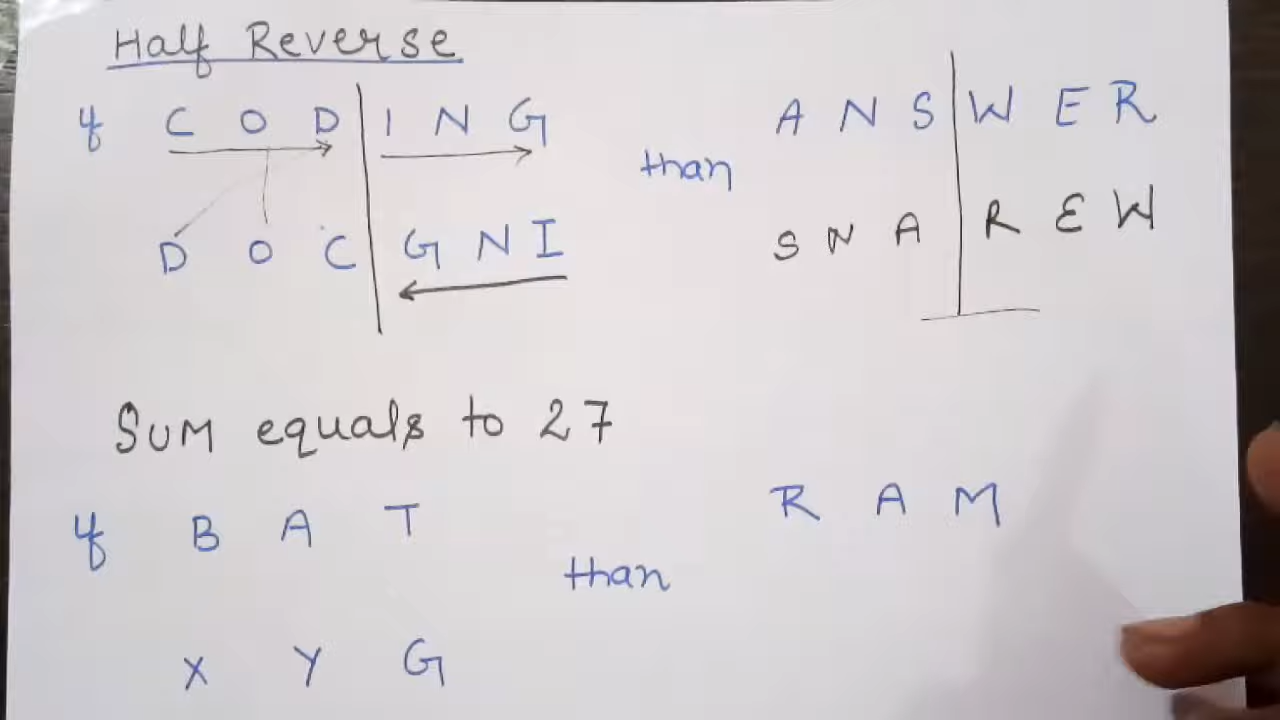 Half Reverse
If C O D I N G than A N S W E R
D O C G N I S N A R E W
Sum equals to 27
If B A T than R A M
X Y G